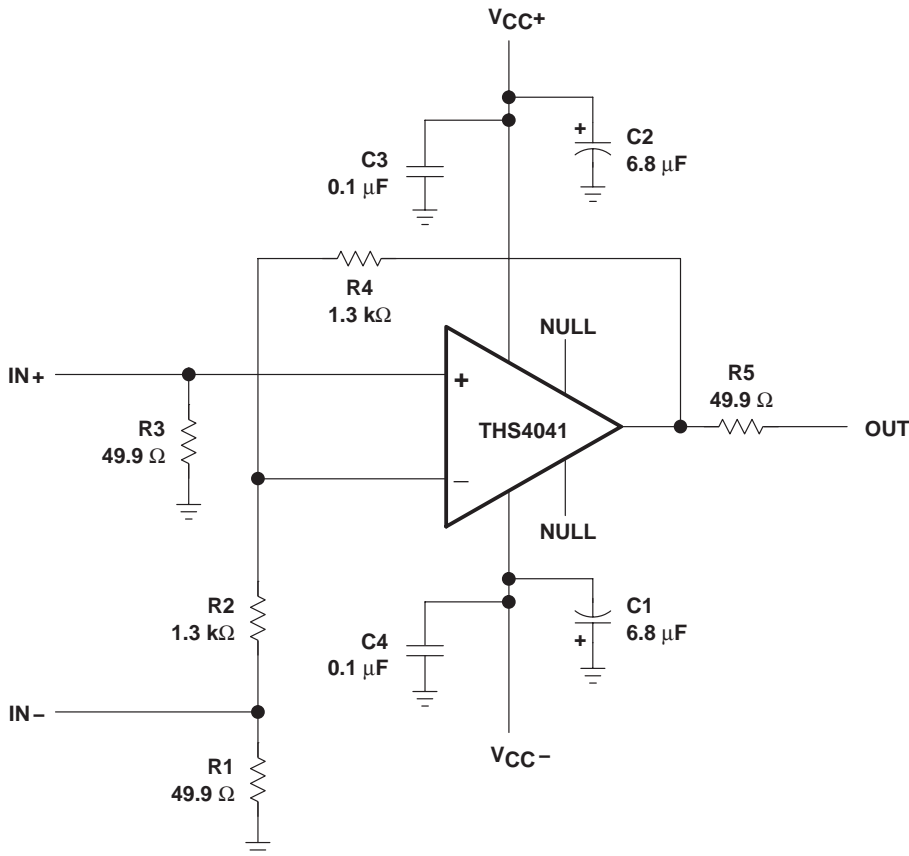 VCC+
C3
0.1 μF
+
C2
6.8 μF
R4
1.3 kΩ
NULL
IN+
R3
49.9 Ω
+
−
THS4041
R5
49.9 Ω
OUT
NULL
R2
1.3 kΩ
C4
0.1 μF
+
C1
6.8 μF
IN−
VCC−
R1
49.9 Ω